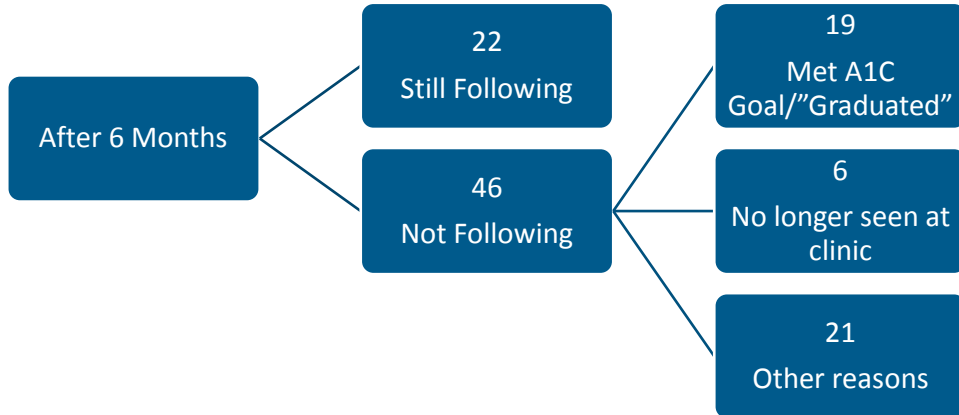 After 6 Months
22
Still Following
46
Not Following
19
Met A1C
Goal/”Graduated”
6
No longer seen at
clinic
21
Other reasons